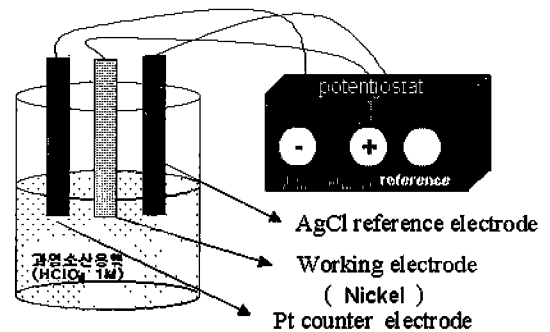 potentiostat
- + 
reference
AgCl reference electrode
과염소산용액
(HClO₄ 1M)
Working electrode
( Nickel )
Pt counter electrode